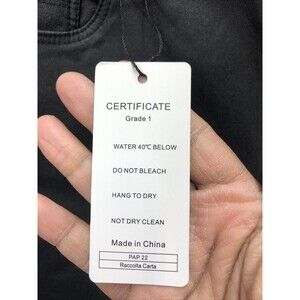 CERTIFICATE
Grade 1
WATER 40℃ BELOW
DO NOT BLEACH
HANG TO DRY
NOT DRY CLEAN
Made in China
PAP 22
Raccolta Carta